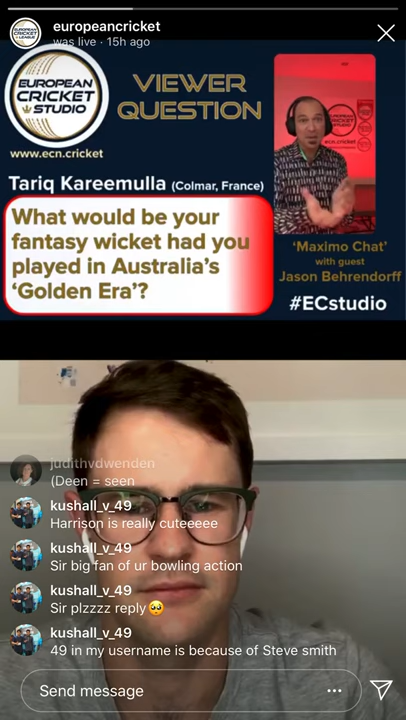 europeancricket
was live · 15h ago
EUROPEAN
CRICKET
STUDIO
www.ecn.cricket
VIEWER
QUESTION
Tariq Kareemulla (Colmar, France)
What would be your
fantasy wicket had you
played in Australia's
'Golden Era'?
'Maximo Chat'
with guest
Jason Behrendorff
#ECstudio
judithvdwenden
(Deen = seen
kushall_v_49
Harrison is really cuteeeee
kushall_v_49
Sir big fan of ur bowling action
kushall_v_49
Sir plzzzz reply🥺
kushall_v_49
49 in my username is because of Steve smith
Send message